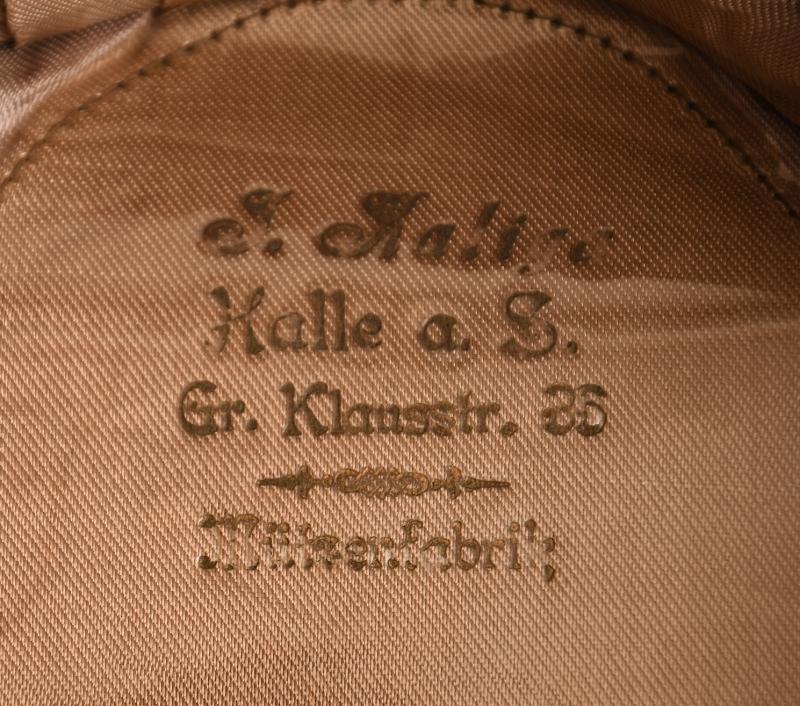 J.
Halle a. S.
Gr. Klausstr. 36
Mützenfabrik